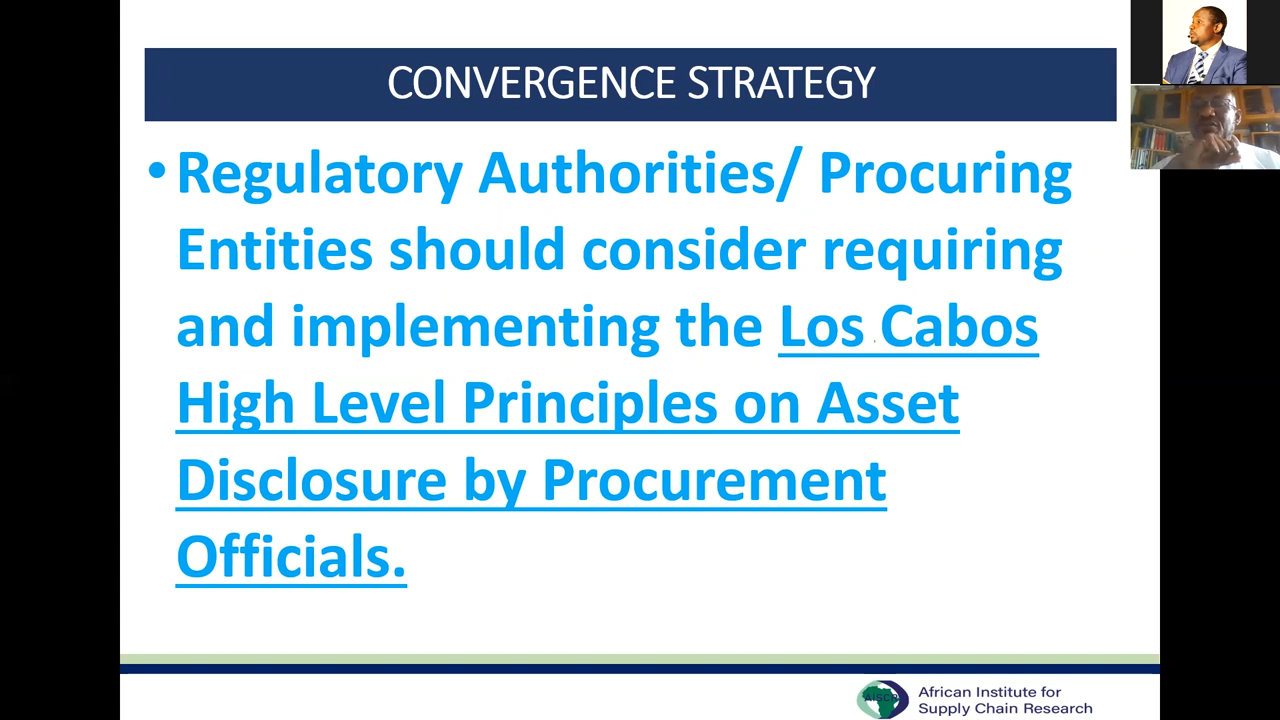 CONVERGENCE STRATEGY
• Regulatory Authorities/ Procuring
Entities should consider requiring
and implementing the Los Cabos
High Level Principles on Asset
Disclosure by Procurement
Officials.
AISCR
African Institute for
Supply Chain Research